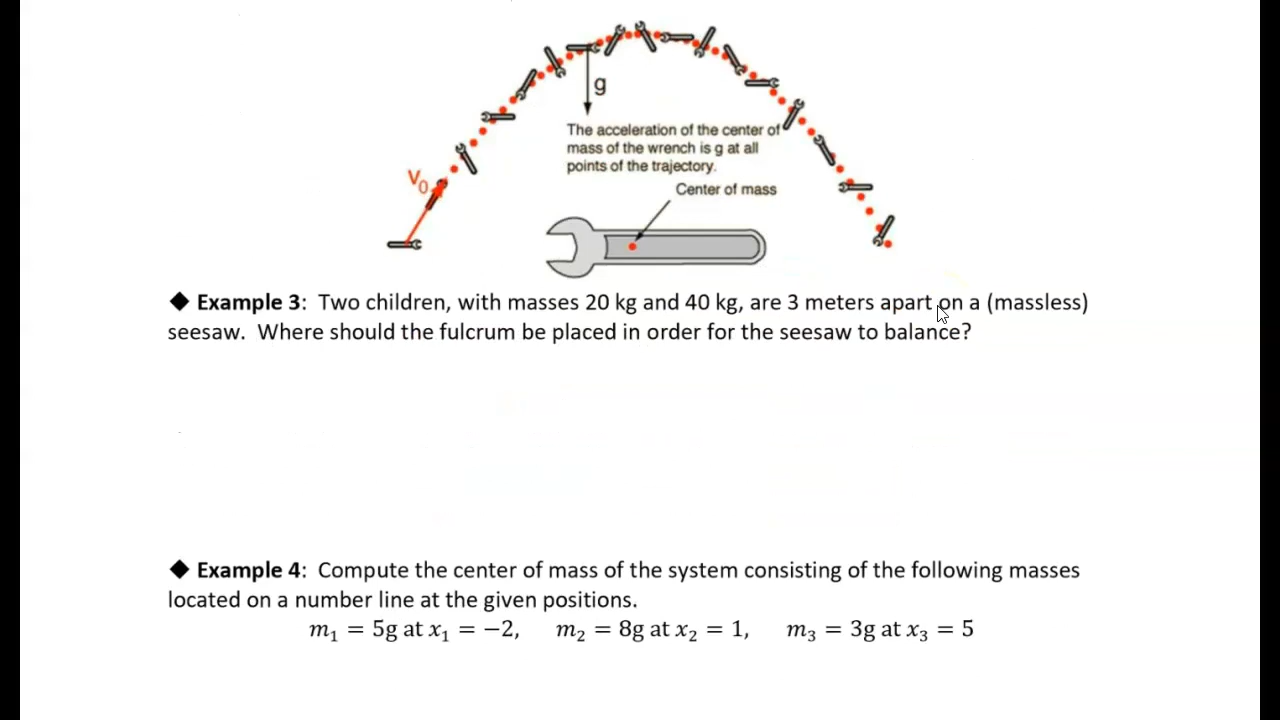 g
The acceleration of the center of
mass of the wrench is g at all
points of the trajectory.
V₀
Center of mass
◆ Example 3: Two children, with masses 20 kg and 40 kg, are 3 meters apart on a (massless)
seesaw. Where should the fulcrum be placed in order for the seesaw to balance?
◆ Example 4: Compute the center of mass of the system consisting of the following masses
located on a number line at the given positions.
m₁ = 5g at x₁ = −2, m₂ = 8g at x₂ = 1, m₃ = 3g at x₃ = 5